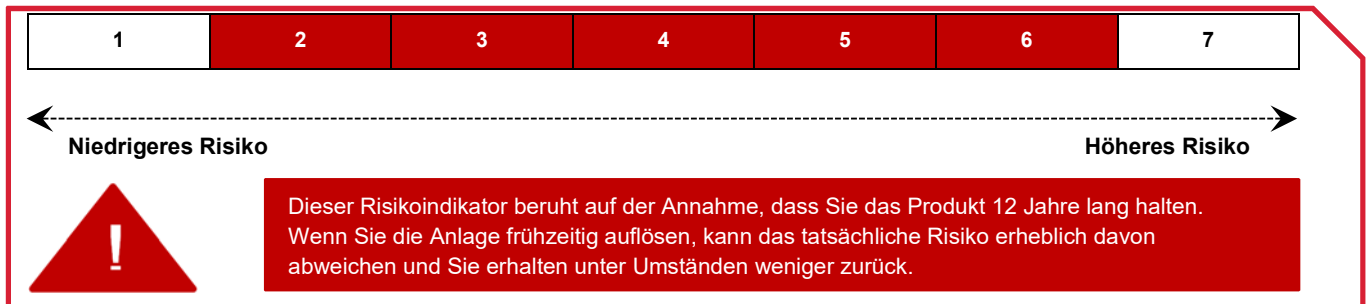 1 2 3 4 5 6 7
Niedrigeres Risiko Höheres Risiko
!
Dieser Risikoindikator beruht auf der Annahme, dass Sie das Produkt 12 Jahre lang halten.
Wenn Sie die Anlage frühzeitig auflösen, kann das tatsächliche Risiko erheblich davon
abweichen und Sie erhalten unter Umständen weniger zurück.